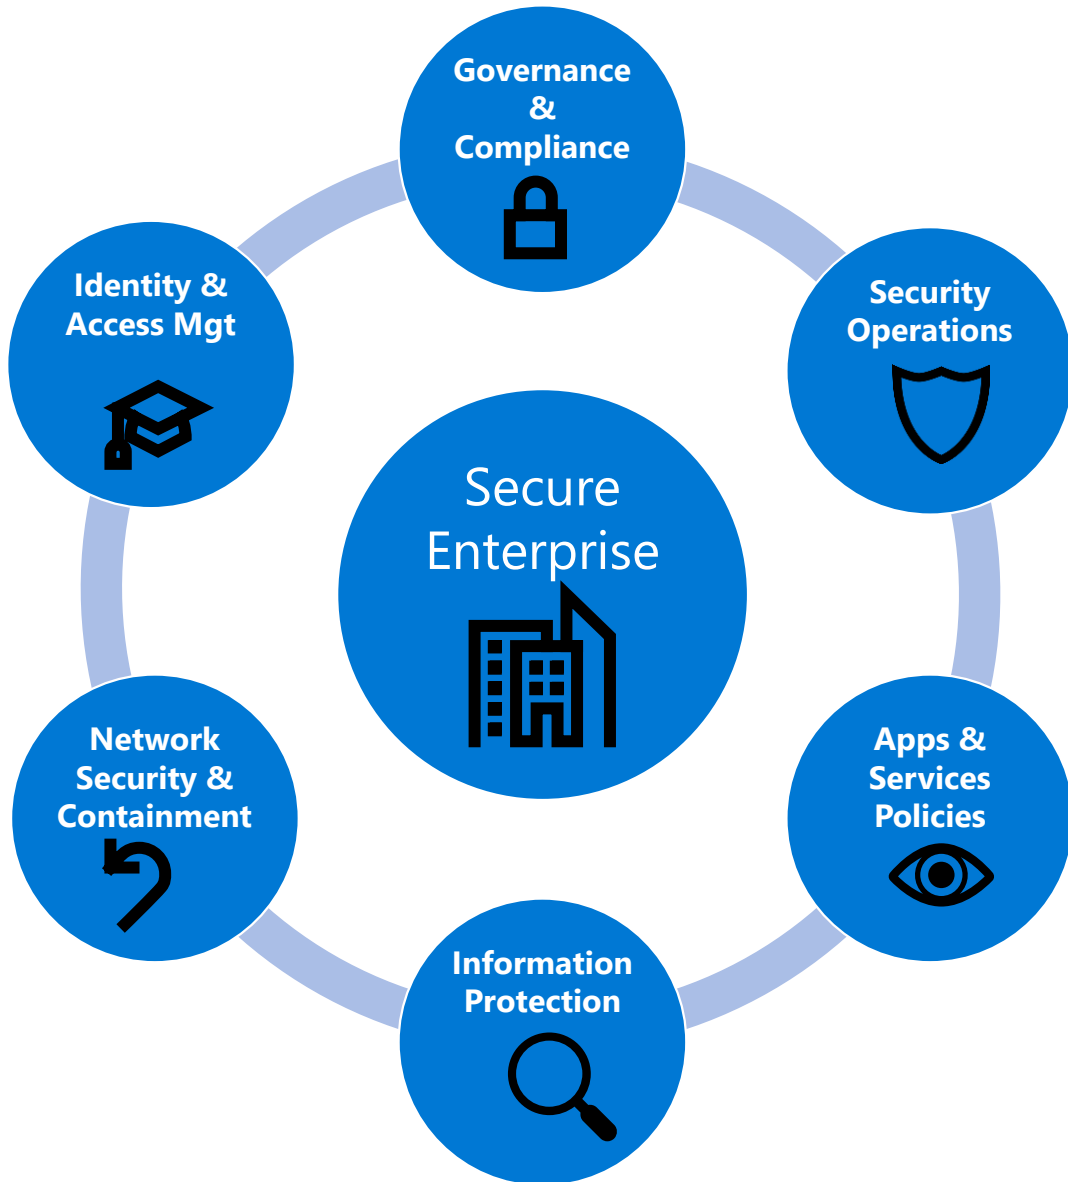 Governance
&
Compliance
Identity &
Access Mgt
Security
Operations
Secure
Enterprise
Network
Security &
Containment
Apps &
Services
Policies
Information
Protection